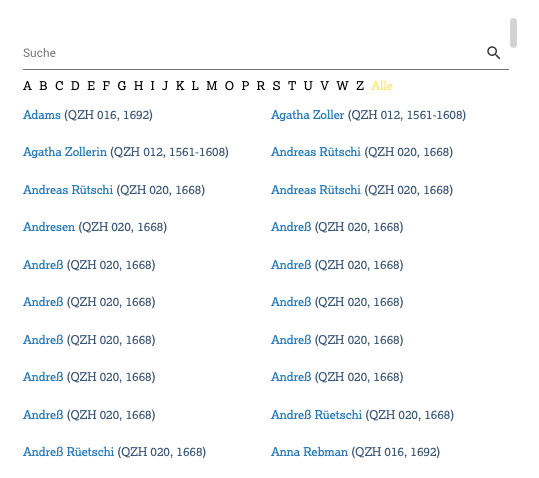 Suche
A B C D E F G H I J K L M O P R S T U V W Z Alle
Adams (QZH 016, 1692) Agatha Zoller (QZH 012, 1561-1608)
Agatha Zollerin (QZH 012, 1561-1608) Andreas Rütschi (QZH 020, 1668)
Andreas Rütschi (QZH 020, 1668) Andreas Rütschi (QZH 020, 1668)
Andresen (QZH 020, 1668) Andreß (QZH 020, 1668)
Andreß (QZH 020, 1668) Andreß (QZH 020, 1668)
Andreß (QZH 020, 1668) Andreß (QZH 020, 1668)
Andreß (QZH 020, 1668) Andreß (QZH 020, 1668)
Andreß (QZH 020, 1668) Andreß (QZH 020, 1668)
Andreß (QZH 020, 1668) Andreß Rüetschi (QZH 020, 1668)
Andreß Rüetschi (QZH 020, 1668) Anna Rebman (QZH 016, 1692)